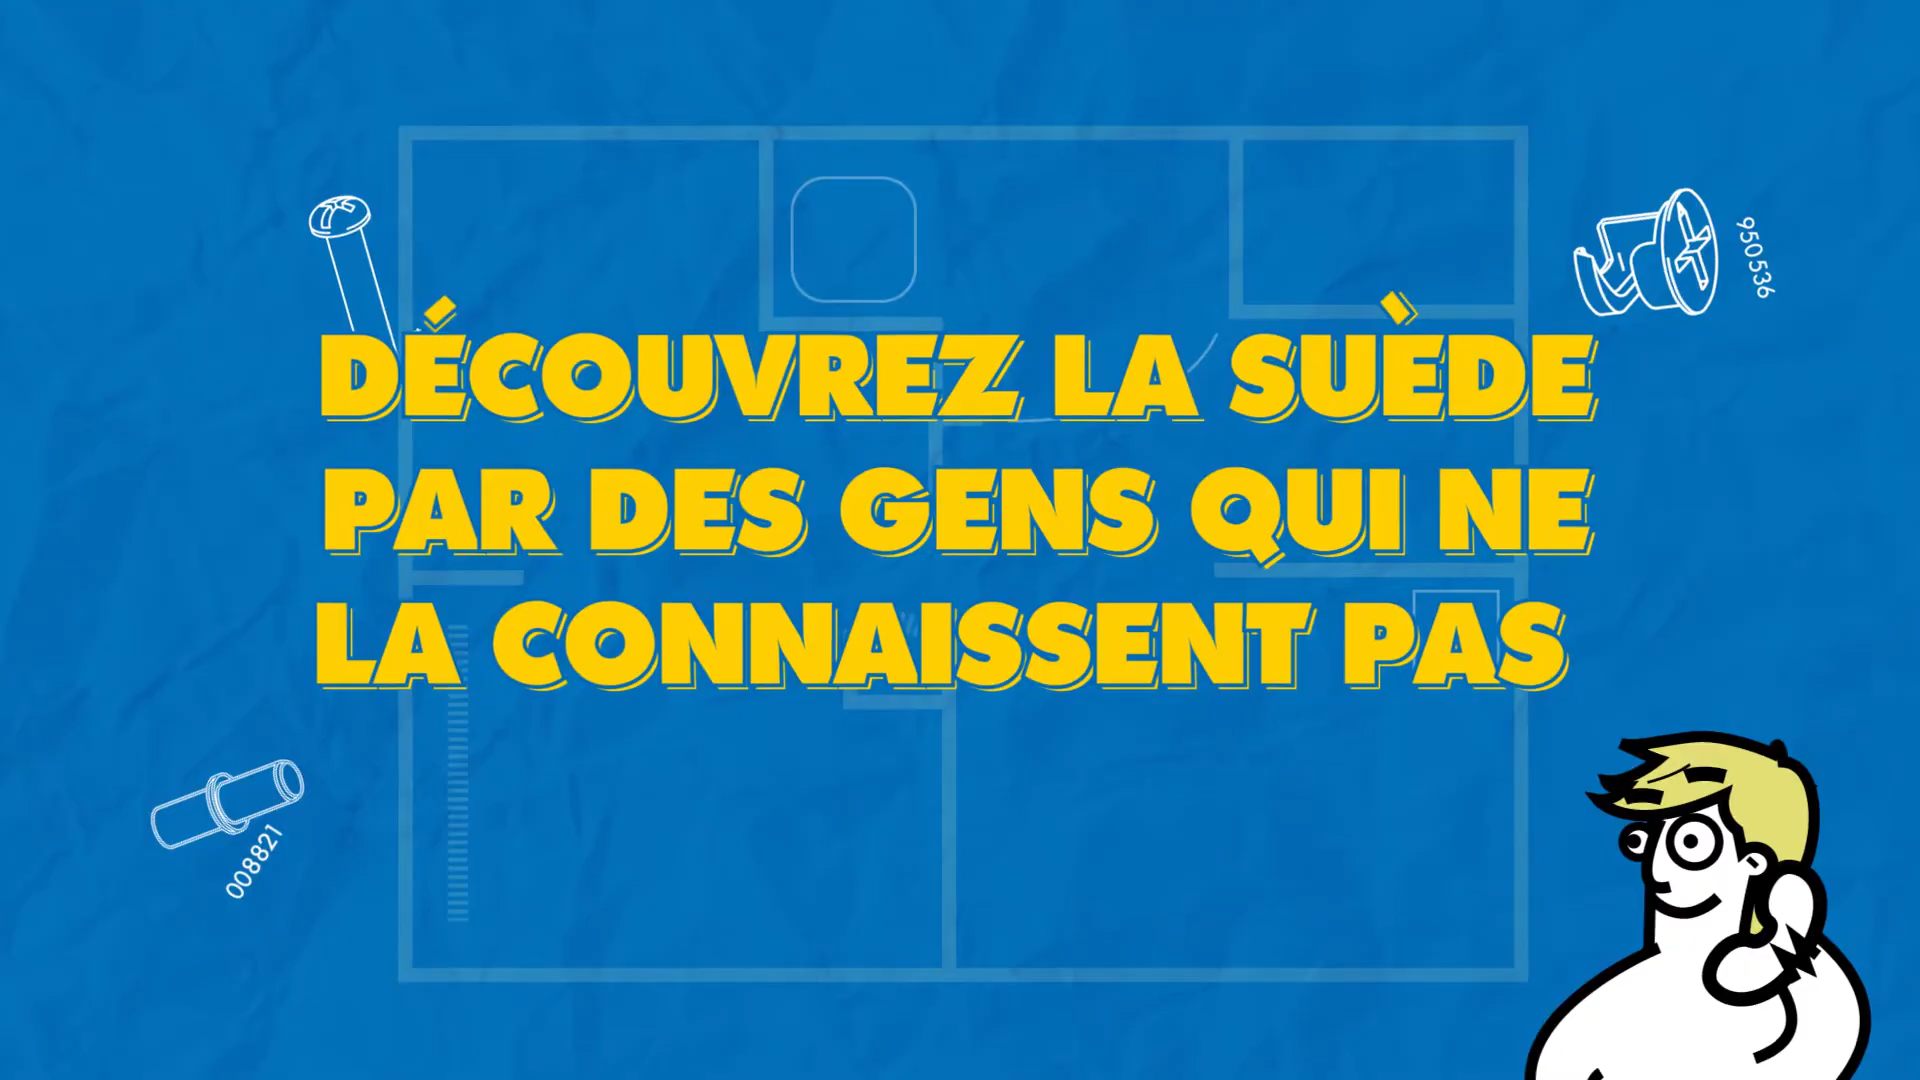 950536
DÉCOUVREZ LA SUÈDE
PAR DES GENS QUI NE
LA CONNAISSENT PAS
008821